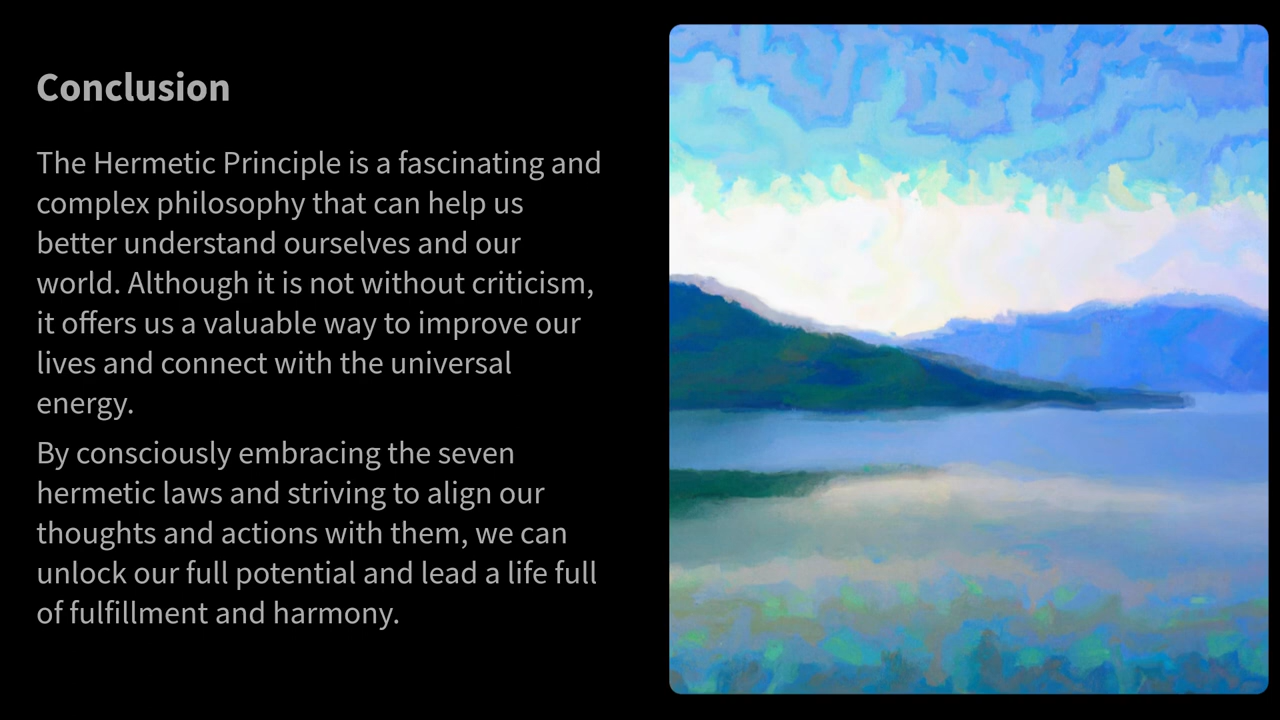 Conclusion
The Hermetic Principle is a fascinating and
complex philosophy that can help us
better understand ourselves and our
world. Although it is not without criticism,
it offers us a valuable way to improve our
lives and connect with the universal
energy.
By consciously embracing the seven
hermetic laws and striving to align our
thoughts and actions with them, we can
unlock our full potential and lead a life full
of fulfillment and harmony.